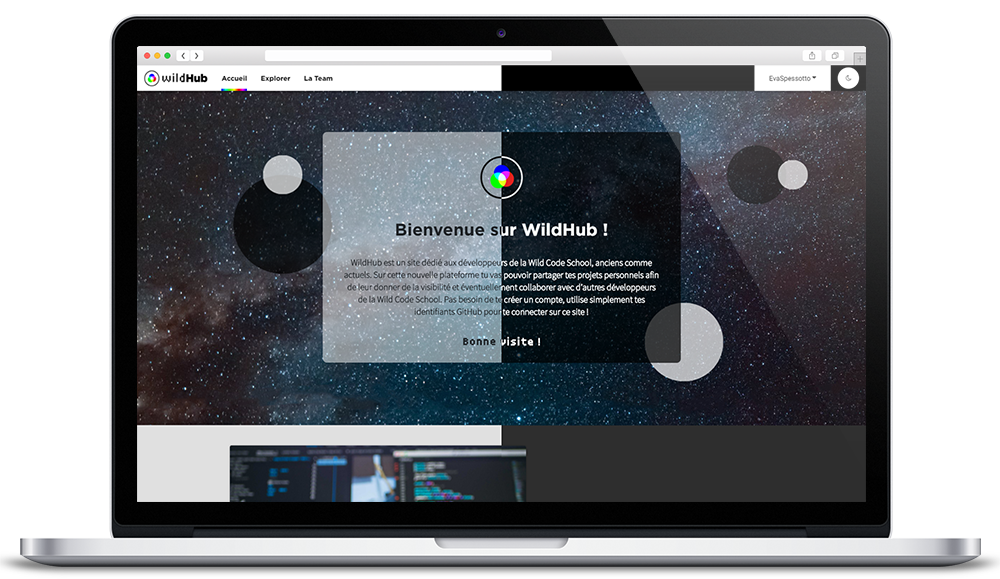 wildHub Accueil Explorer La Team EvaSpessotto
Bienvenue sur WildHub !
WildHub est un site dédié aux développeurs de la Wild Code School, anciens comme
actuels. Sur cette nouvelle plateforme tu vas pouvoir partager tes projets personnels afin
de leur donner de la visibilité et éventuellement collaborer avec d'autres développeurs
de la Wild Code School. Pas besoin de te créer un compte, utilise simplement tes
identifiants GitHub pour te connecter sur ce site !
Bonne visite !